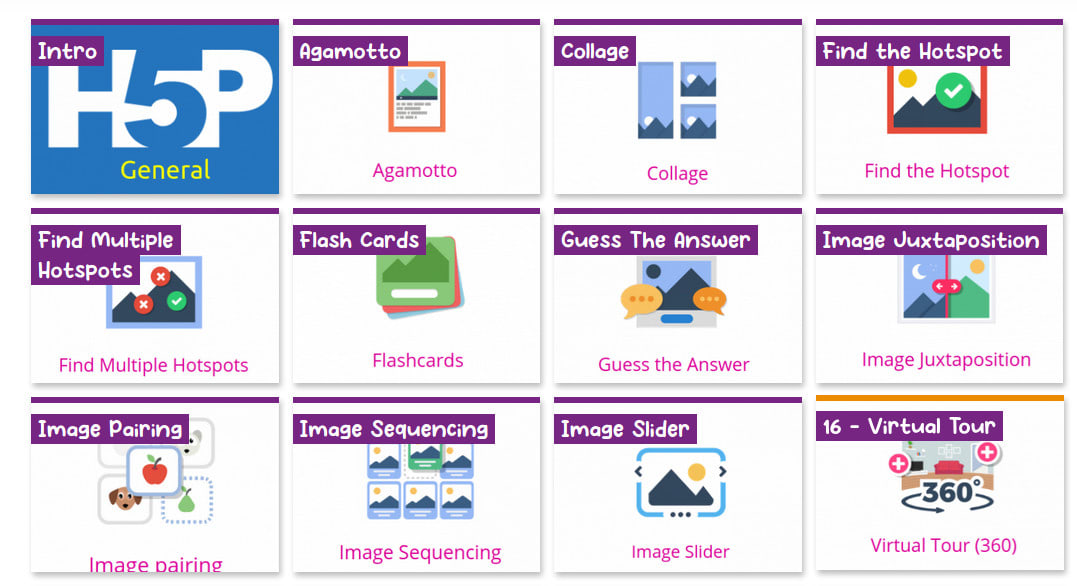 Intro
H5P
General
Agamotto
Agamotto
Collage
Collage
Find the Hotspot
Find the Hotspot
Find Multiple
Hotspots
Find Multiple Hotspots
Flash Cards
Flashcards
Guess The Answer
Guess the Answer
Image Juxtaposition
Image Juxtaposition
Image Pairing
Image pairing
Image Sequencing
Image Sequencing
Image Slider
Image Slider
16 - Virtual Tour
360°
Virtual Tour (360)